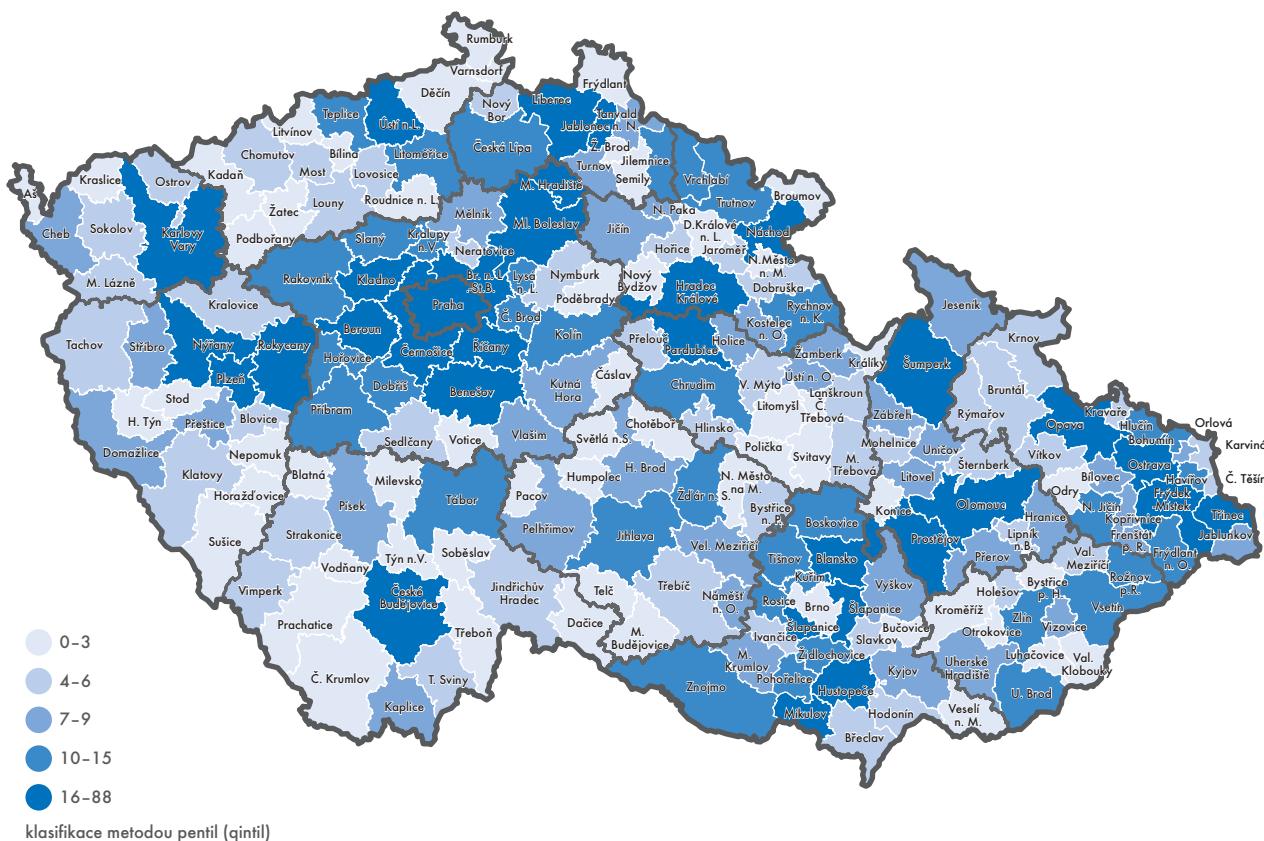 Rumburk
Varnsdorf
Děčín
Frýdlant
Nový
Bor
Liberec
Tanvald
Jablonec n. N.
Teplice
Ústí n.L.
Litvínov
Česká Lípa
Ž. Brod
Turnov
Jilemnice
Semily
Chomutov
Bílina
Most
Litoměřice
Lovosice
Kraslice
Ostrov
Kadaň
Aš
Louny
Roudnice n. L.
M. Hradiště
Vrchlabí
Trutnov
Broumov
Žatec
Mělník
Ml. Boleslav
N. Paka
Jičín
D.Králové
n. L.
Náchod
Cheb
Sokolov
Karlovy
Vary
Podbořany
Slaný
Kralupy
n.V.
Neratovice
Hořice
Jaroměř
N.Město
n. M.
M. Lázně
Rakovník
Kladno
Br. n. L.
.St.B.
Lysá
n. L.
Nymburk
Poděbrady
Nový
Bydžov
Hradec
Králové
Dobruška
Rychnov
n. K.
Jeseník
Kralovice
Praha
Č. Brod
Kostelec
n. O.
Tachov
Stříbro
Nýřany
Rokycany
Beroun
Hořovice
Černošice
Říčany
Kolín
Přelouč
Pardubice
Holice
Žamberk
Králíky
Šumperk
Krnov
Plzeň
Dobříš
Benešov
Kutná
Hora
Čáslav
Chrudim
V. Mýto
Ústí n. O.
Lanškroun
Bruntál
Stod
H. Týn
Přeštice
Blovice
Příbram
Litomyšl
Č.
Třebová
Zábřeh
Rýmařov
Kravaře
Hlučín
Opava
Bohumín
Orlová
Karviná
Domažlice
Nepomuk
Sedlčany
Votice
Vlašim
Světlá n.S.
Chotěboř
Hlinsko
Polička
Svitavy
M.
Třebová
Mohelnice
Uničov
Šternberk
Vítkov
Ostrava
Havířov
Č. Těšín
Klatovy
Horažďovice
Blatná
Milevsko
Písek
Tábor
Pacov
Humpolec
H. Brod
Žďár n.
S.
N. Město
na M.
Bystřice
n. P.
Litovel
Konice
Olomouc
Odry
Bílovec
N. Jičín
Frýdek
-Místek
Třinec
Sušice
Strakonice
Pelhřimov
Jihlava
Boskovice
Prostějov
Hranice
Kopřivnice
Frenštát
p. R.
Jablunkov
Týn n.V.
Soběslav
Vel. Meziříčí
Tišnov
Blansko
Lipník
n.B.
Přerov
Val.
Meziříčí
Frýdlant
n. O.
Vodňany
Vimperk
České
Budějovice
Jindřichův
Hradec
Telč
Třebíč
Náměšť
n. O.
Kuřim
Rosice
Brno
Vyškov
Šlapanice
Kroměříž
Holešov
Bystřice
p. H.
Rožnov
p.R.
Vsetín
Prachatice
Třeboň
Dačice
M.
Budějovice
Ivančice
Šlapanice
Bučovice
Slavkov
Otrokovice
Zlín
Vizovice
Č. Krumlov
T. Sviny
M.
Krumlov
Židlochovice
Pohořelice
Kyjov
Uherské
Hradiště
Luhačovice
Val.
Klobouky
Kaplice
Znojmo
Hustopeče
Mikulov
Hodonín
Veselí
n. M.
U. Brod
Břeclav
0–3
4–6
7–9
10–15
16–88
klasifikace metodou pentil (qintil)